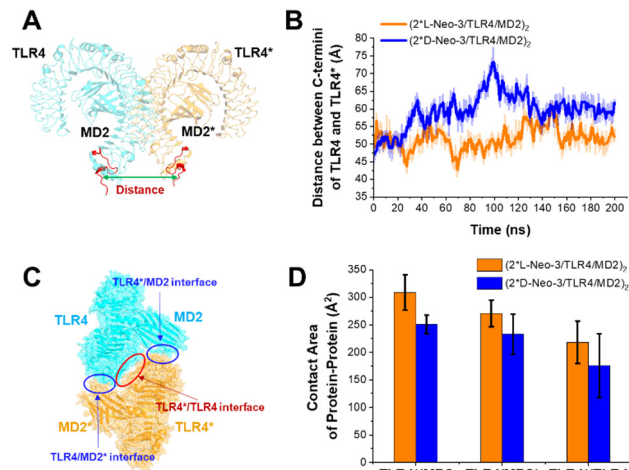 A
TLR4
TLR4*
MD2
MD2*
Distance
B
(2*L-Neo-3/TLR4/MD2)2
(2*D-Neo-3/TLR4/MD2)2
Distance between C-termini
of TLR4 and TLR4* (Å)
75
70
65
60
55
50
45
40
0 20 40 60 80 100 120 140 160 180 200
Time (ns)
C
TLR4*/MD2 interface
TLR4
MD2
TLR4*/TLR4 interface
MD2*
TLR4*
TLR4/MD2* interface
D
(2*L-Neo-3/TLR4/MD2)2
(2*D-Neo-3/TLR4/MD2)2
Contact Area
of Protein-Protein (Å2)
350
300
250
200
150
100
50
0